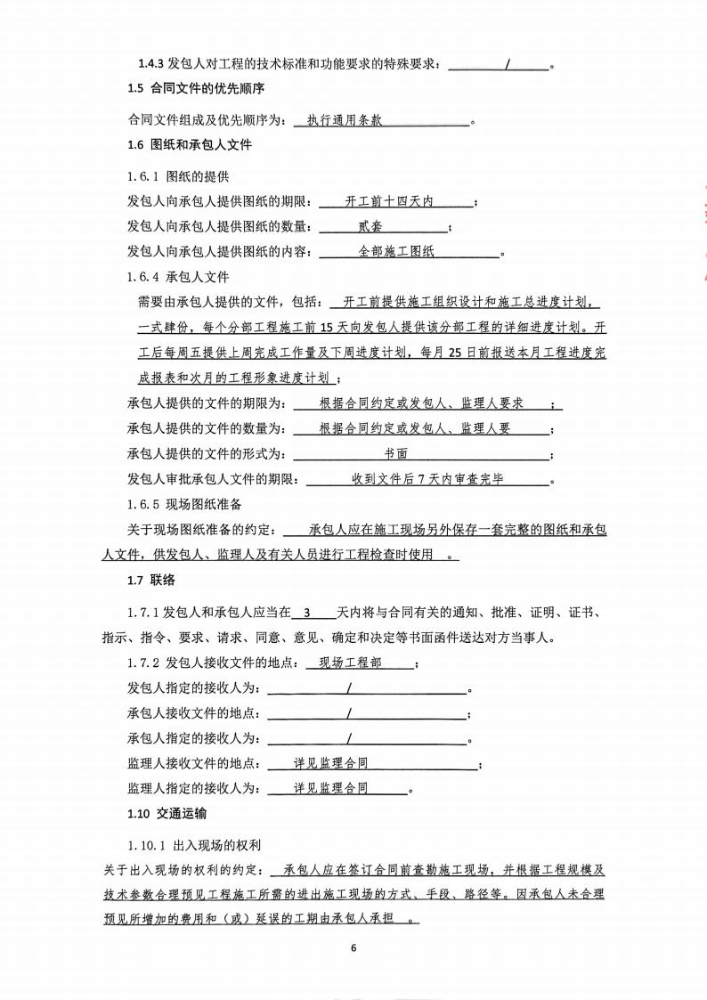 1.4.3 发包人对工程的技术标准和功能要求的特殊要求： / 。
1.5 合同文件的优先顺序
合同文件组成及优先顺序为： 执行通用条款 。
1.6 图纸和承包人文件
1.6.1 图纸的提供
发包人向承包人提供图纸的期限： 开工前十四天内 ；
发包人向承包人提供图纸的数量： 贰套 ；
发包人向承包人提供图纸的内容： 全部施工图纸 。
1.6.4 承包人文件
需要由承包人提供的文件，包括： 开工前提供施工组织设计和施工总进度计划，
一式肆份，每个分部工程施工前 15 天向发包人提供该分部工程的详细进度计划。开
工后每周五提供上周完成工作量及下周进度计划，每月 25 日前报送本月工程进度完
成报表和次月的工程形象进度计划 ；
承包人提供的文件的期限为： 根据合同约定或发包人、监理人要求 ；
承包人提供的文件的数量为： 根据合同约定或发包人、监理人要 ；
承包人提供的文件的形式为： 书面 ；
发包人审批承包人文件的期限： 收到文件后 7 天内审查完毕 。
1.6.5 现场图纸准备
关于现场图纸准备的约定： 承包人应在施工现场另外保存一套完整的图纸和承包
人文件，供发包人、监理人及有关人员进行工程检查时使用 。
1.7 联络
1.7.1 发包人和承包人应当在 3 天内将与合同有关的通知、批准、证明、证书、
指示、指令、要求、请求、同意、意见、确定和决定等书面函件送达对方当事人。
1.7.2 发包人接收文件的地点： 现场工程部 ；
发包人指定的接收人为： / 。
承包人接收文件的地点： / ；
承包人指定的接收人为： / 。
监理人接收文件的地点： 详见监理合同 ；
监理人指定的接收人为： 详见监理合同 。
1.10 交通运输
1.10.1 出入现场的权利
关于出入现场的权利的约定： 承包人应在签订合同前查勘施工现场，并根据工程规模及
技术参数合理预见工程施工所需的进出施工现场的方式、手段、路径等。因承包人未合理
预见所增加的费用和（或）延误的工期由承包人承担 。
6